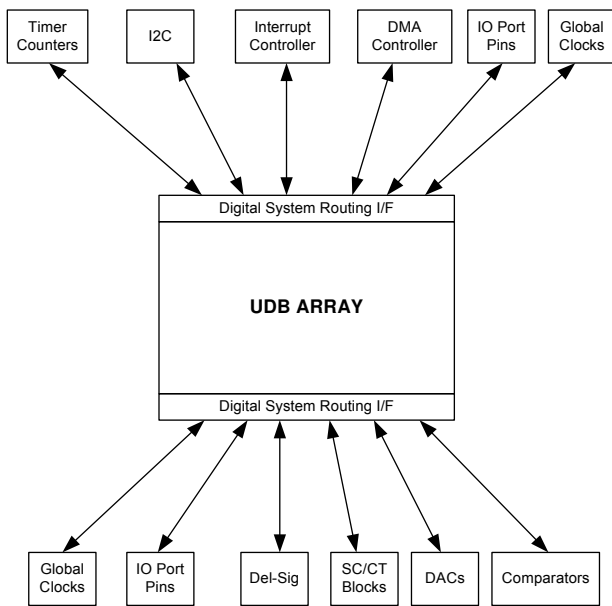 Timer
Counters
I2C
Interrupt
Controller
DMA
Controller
IO Port
Pins
Global
Clocks
Digital System Routing I/F
UDB ARRAY
Digital System Routing I/F
Global
Clocks
IO Port
Pins
Del-Sig
SC/CT
Blocks
DACs
Comparators